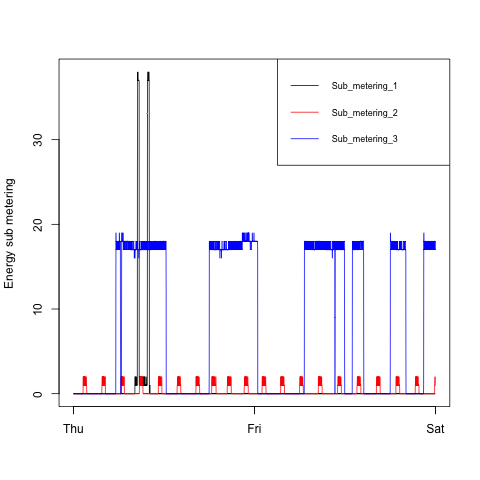 Sub_metering_1
Sub_metering_2
Sub_metering_3
Energy sub metering
30
20
10
0
Thu
Fri
Sat